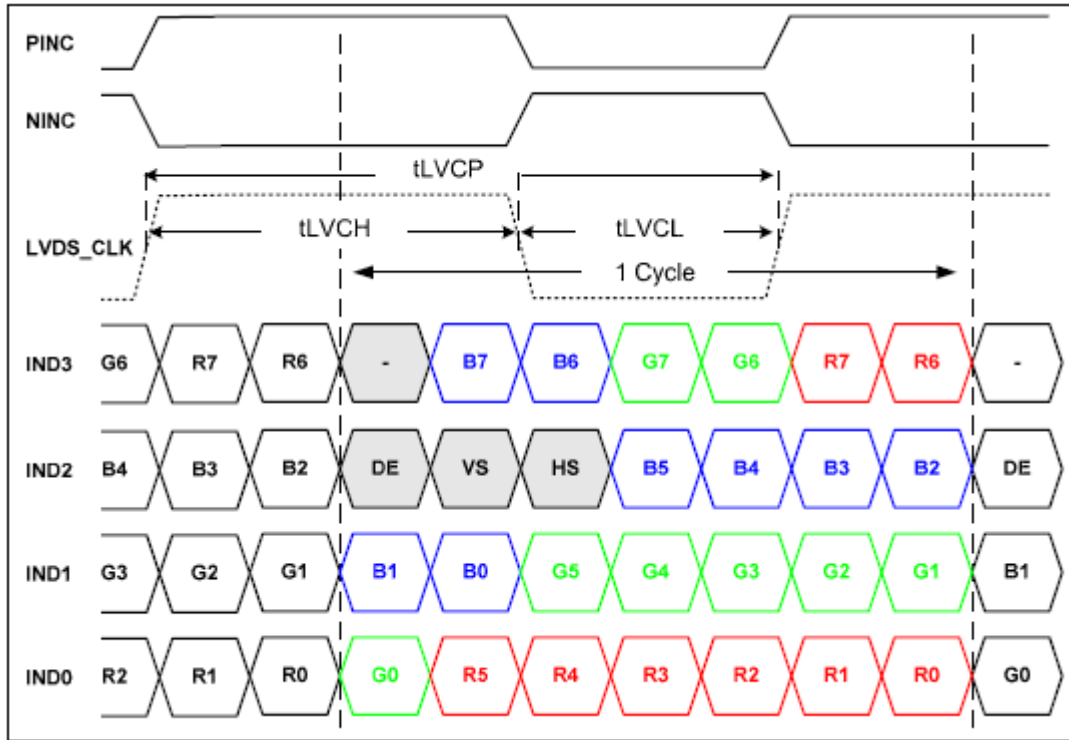 PINC
NINC
tLVCP
LVDS_CLK tLVCH tLVCL
1 Cycle
IND3 G6 R7 R6 - B7 B6 G7 G6 R7 R6 -
IND2 B4 B3 B2 DE VS HS B5 B4 B3 B2 DE
IND1 G3 G2 G1 B1 B0 G5 G4 G3 G2 G1 B1
IND0 R2 R1 R0 G0 R5 R4 R3 R2 R1 R0 G0